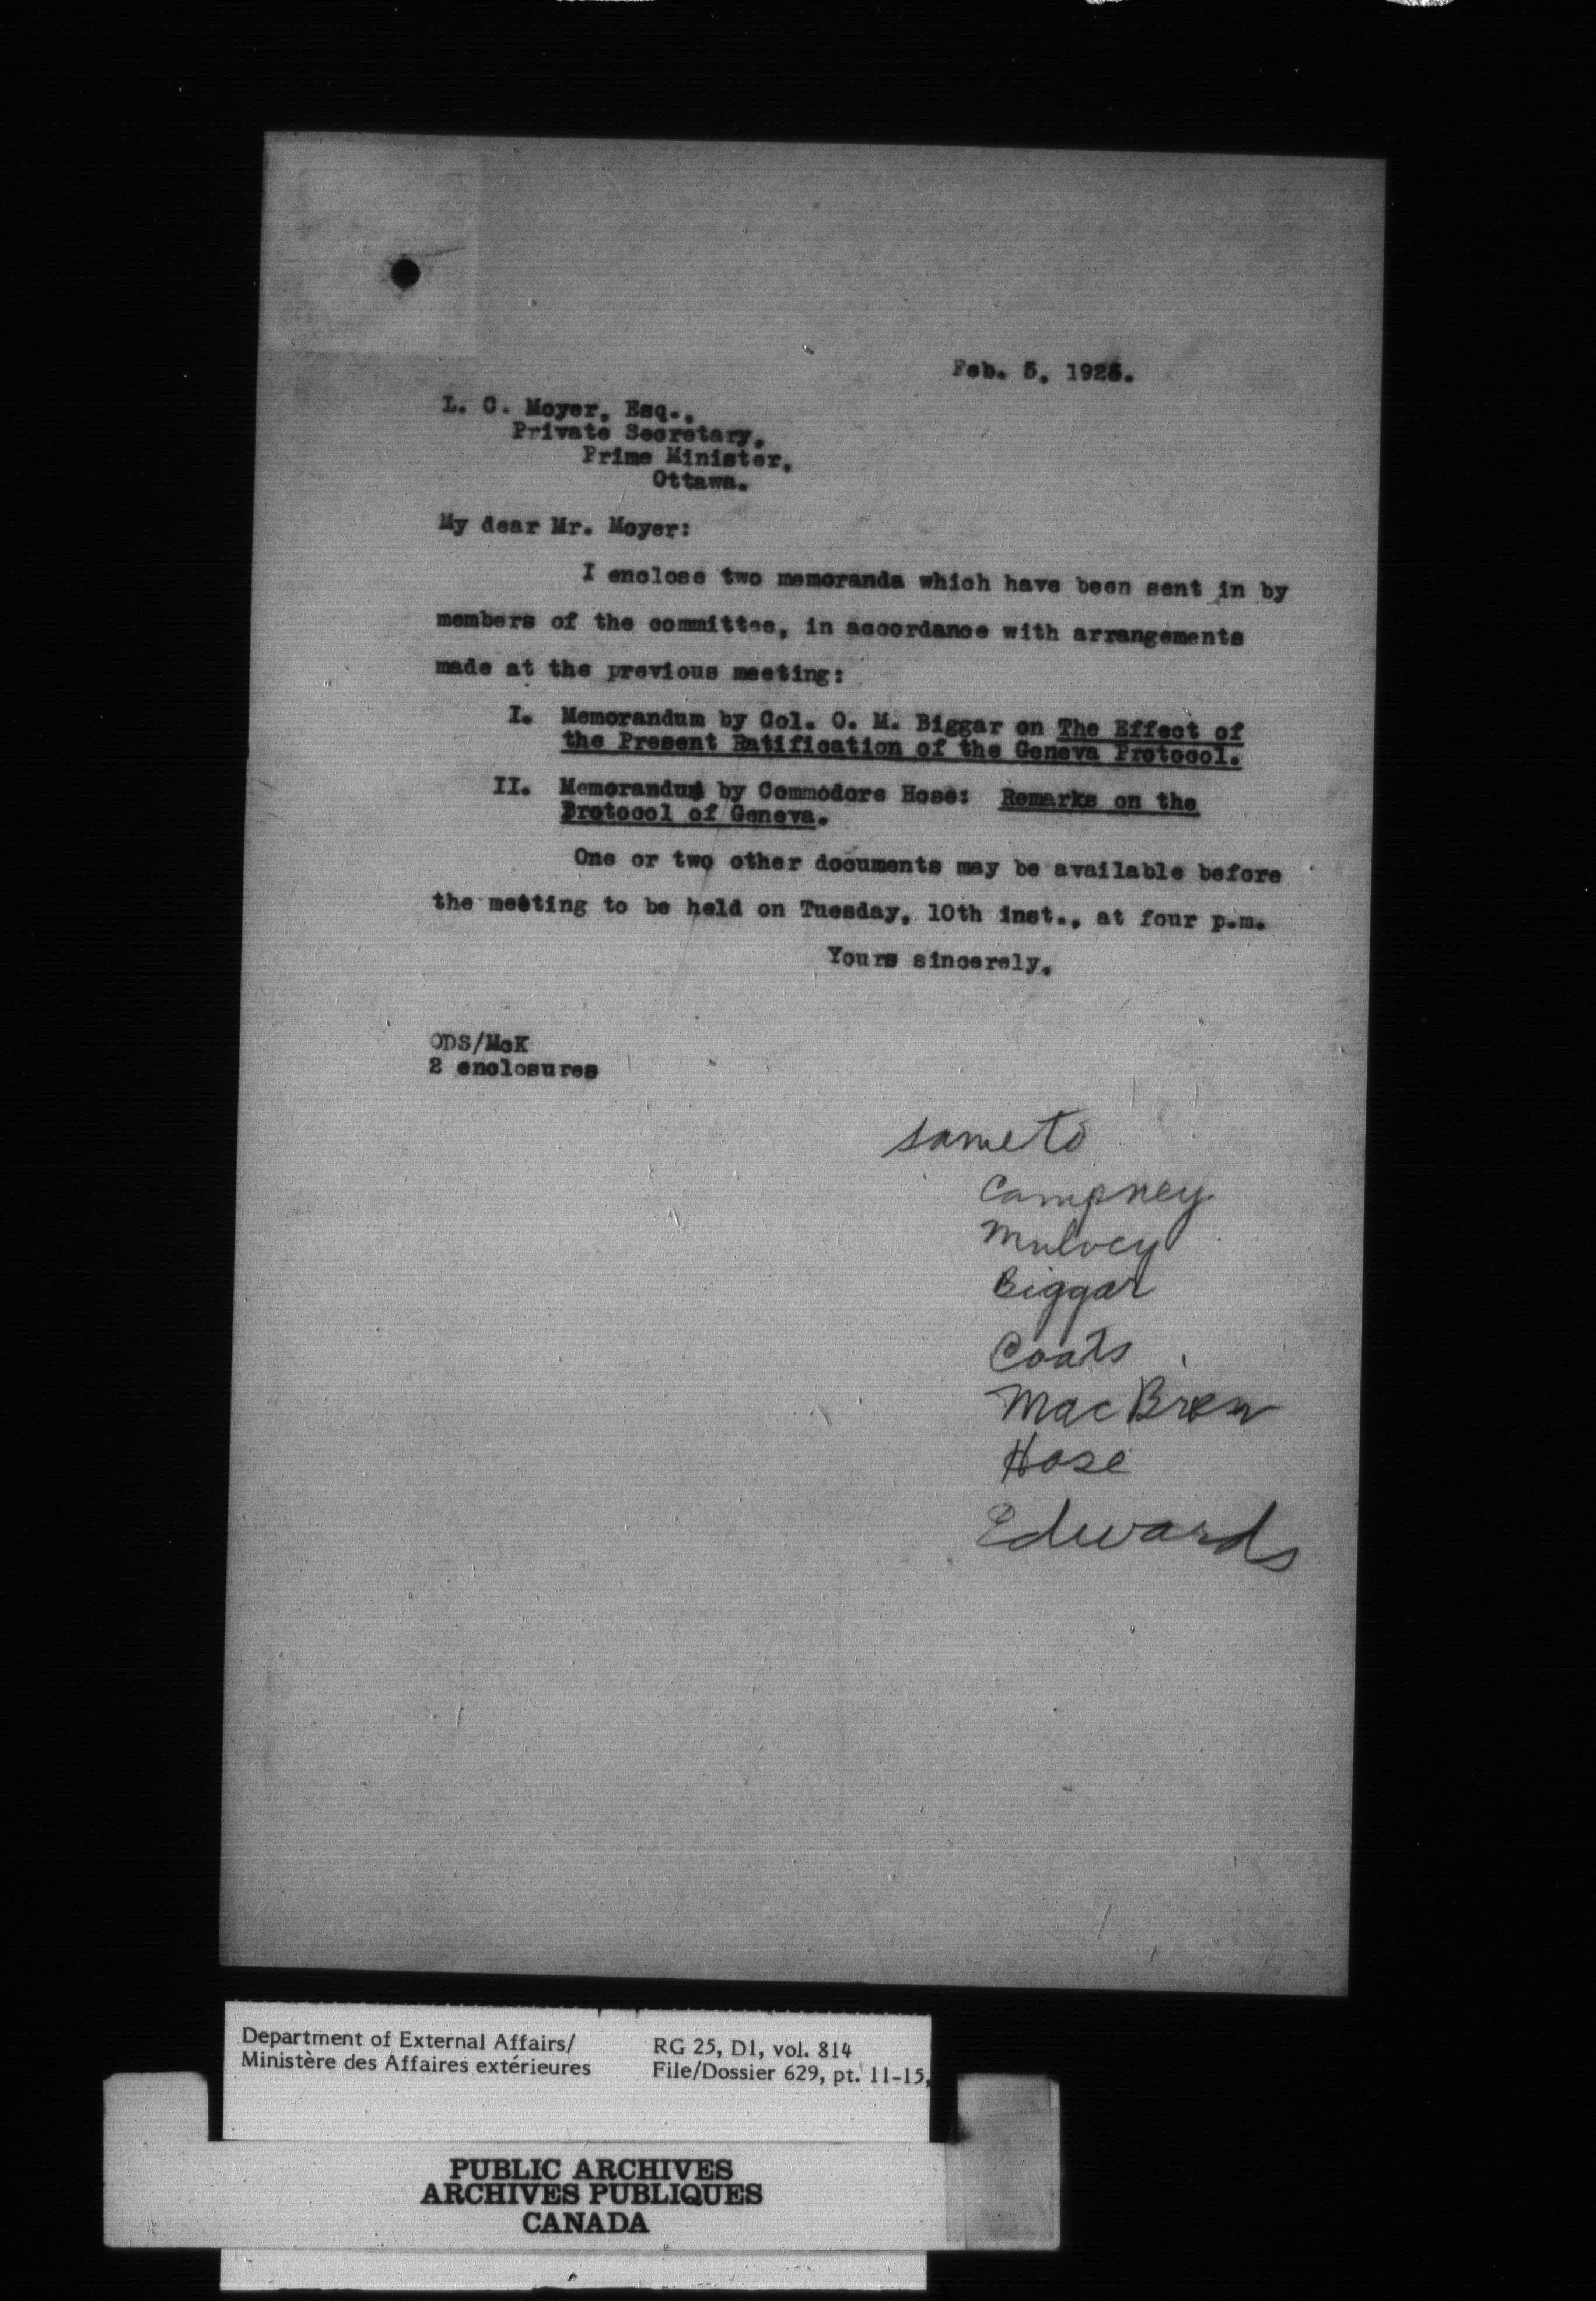 Feb. 5, 1925.
L. C. Moyer, Esq.,
Private Secretary,
Prime Minister,
Ottawa.
My dear Mr. Moyer:
I enclose two memoranda which have been sent in by
members of the committee, in accordance with arrangements
made at the previous meeting:
I. Memorandum by Col. O. M. Biggar on The Effect of
the Present Ratification of the Geneva Protocol.
II. Memorandum by Commodore Hose: Remarks on the
Protocol of Geneva.
One or two other documents may be available before
the meeting to be held on Tuesday, 10th inst., at four p.m.
Yours sincerely,
ODS/McK
2 enclosures
same to
Campney
Mulvey
Biggar
Coats
MacBrien
Hose
Edwards
Department of External Affairs/ RG 25, D1, vol. 814
Ministère des Affaires extérieures File/Dossier 629, pt. 11-15,
PUBLIC ARCHIVES
ARCHIVES PUBLIQUES
CANADA